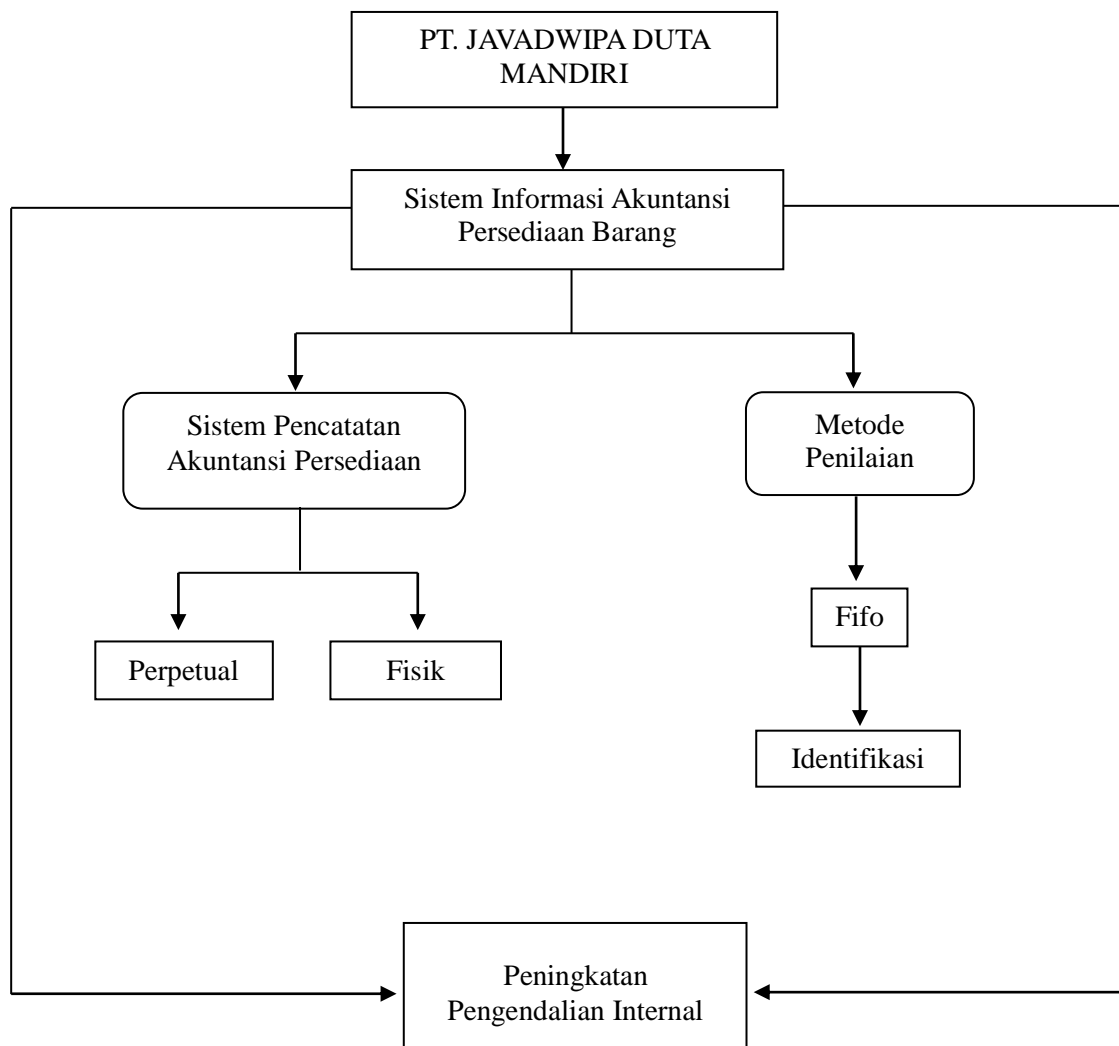 PT. JAVADWIPA DUTA
MANDIRI
Sistem Informasi Akuntansi
Persediaan Barang
Sistem Pencatatan
Akuntansi Persediaan
Metode
Penilaian
Perpetual
Fisik
Fifo
Identifikasi
Peningkatan
Pengendalian Internal